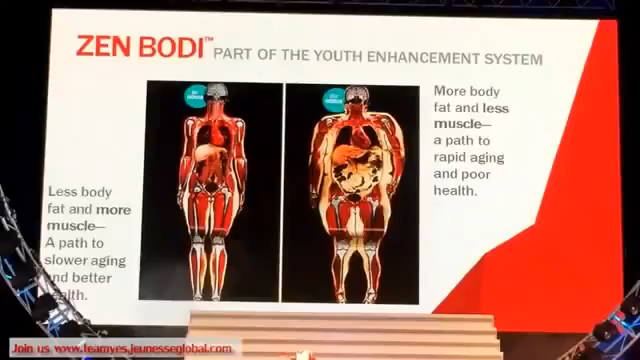 ZEN BODI™ PART OF THE YOUTH ENHANCEMENT SYSTEM
More body
fat and less
muscle—
a path to
rapid aging
and poor
health.
Less body
fat and more
muscle—
A path to
slower aging
and better
health.
Join us www.teamyes.jeunesseglobal.com